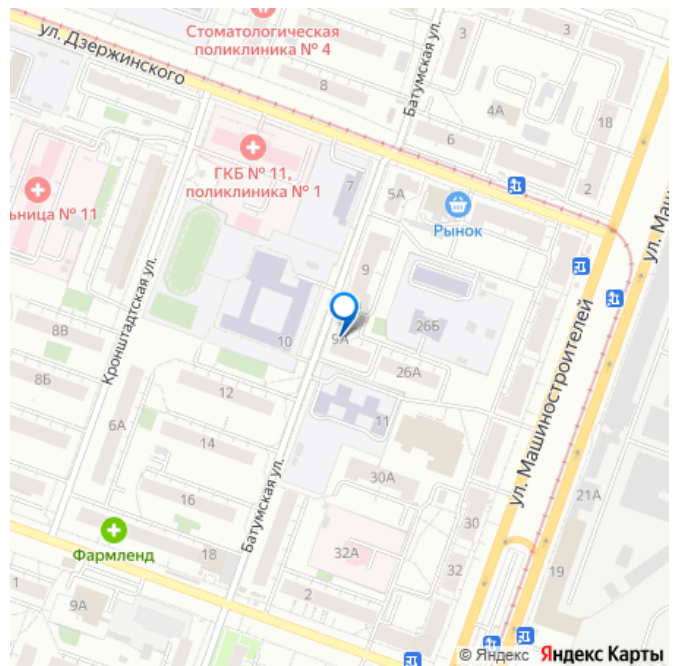 Стоматологическая
поликлиника № 4
ул. Дзержинского
Батумская ул.
3
3
8
4А
18
6
2
ГКБ № 11,
поликлиника № 1
7
5А
Рынок
ьница № 11
ул. Маш
9
Кронштадтская ул.
8В
10
9А
26Б
26А
ул. Машиностроителей
8Б
12
6А
11
14
Батумская ул.
30А
16
21А
30
Фармленд
18
32А
32
19
1
9А
2
© Яндекс Яндекс Карты